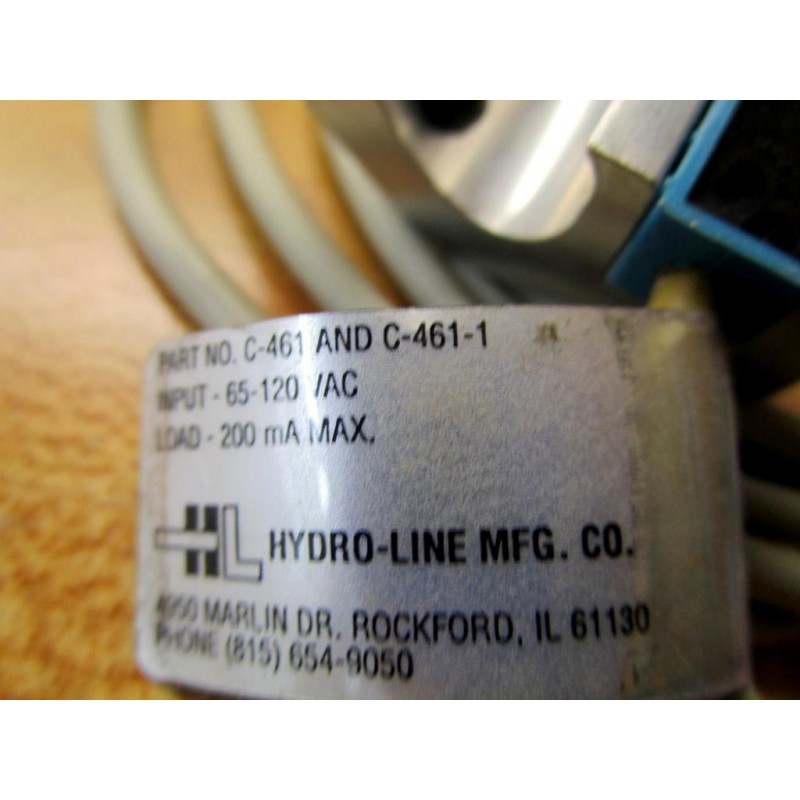 PART NO. C-461 AND C-461-1
INPUT - 65-120 VAC
LOAD - 200 mA MAX.
HL HYDRO-LINE MFG. CO.
4950 MARLIN DR. ROCKFORD, IL 61130
PHONE (815) 654-9050